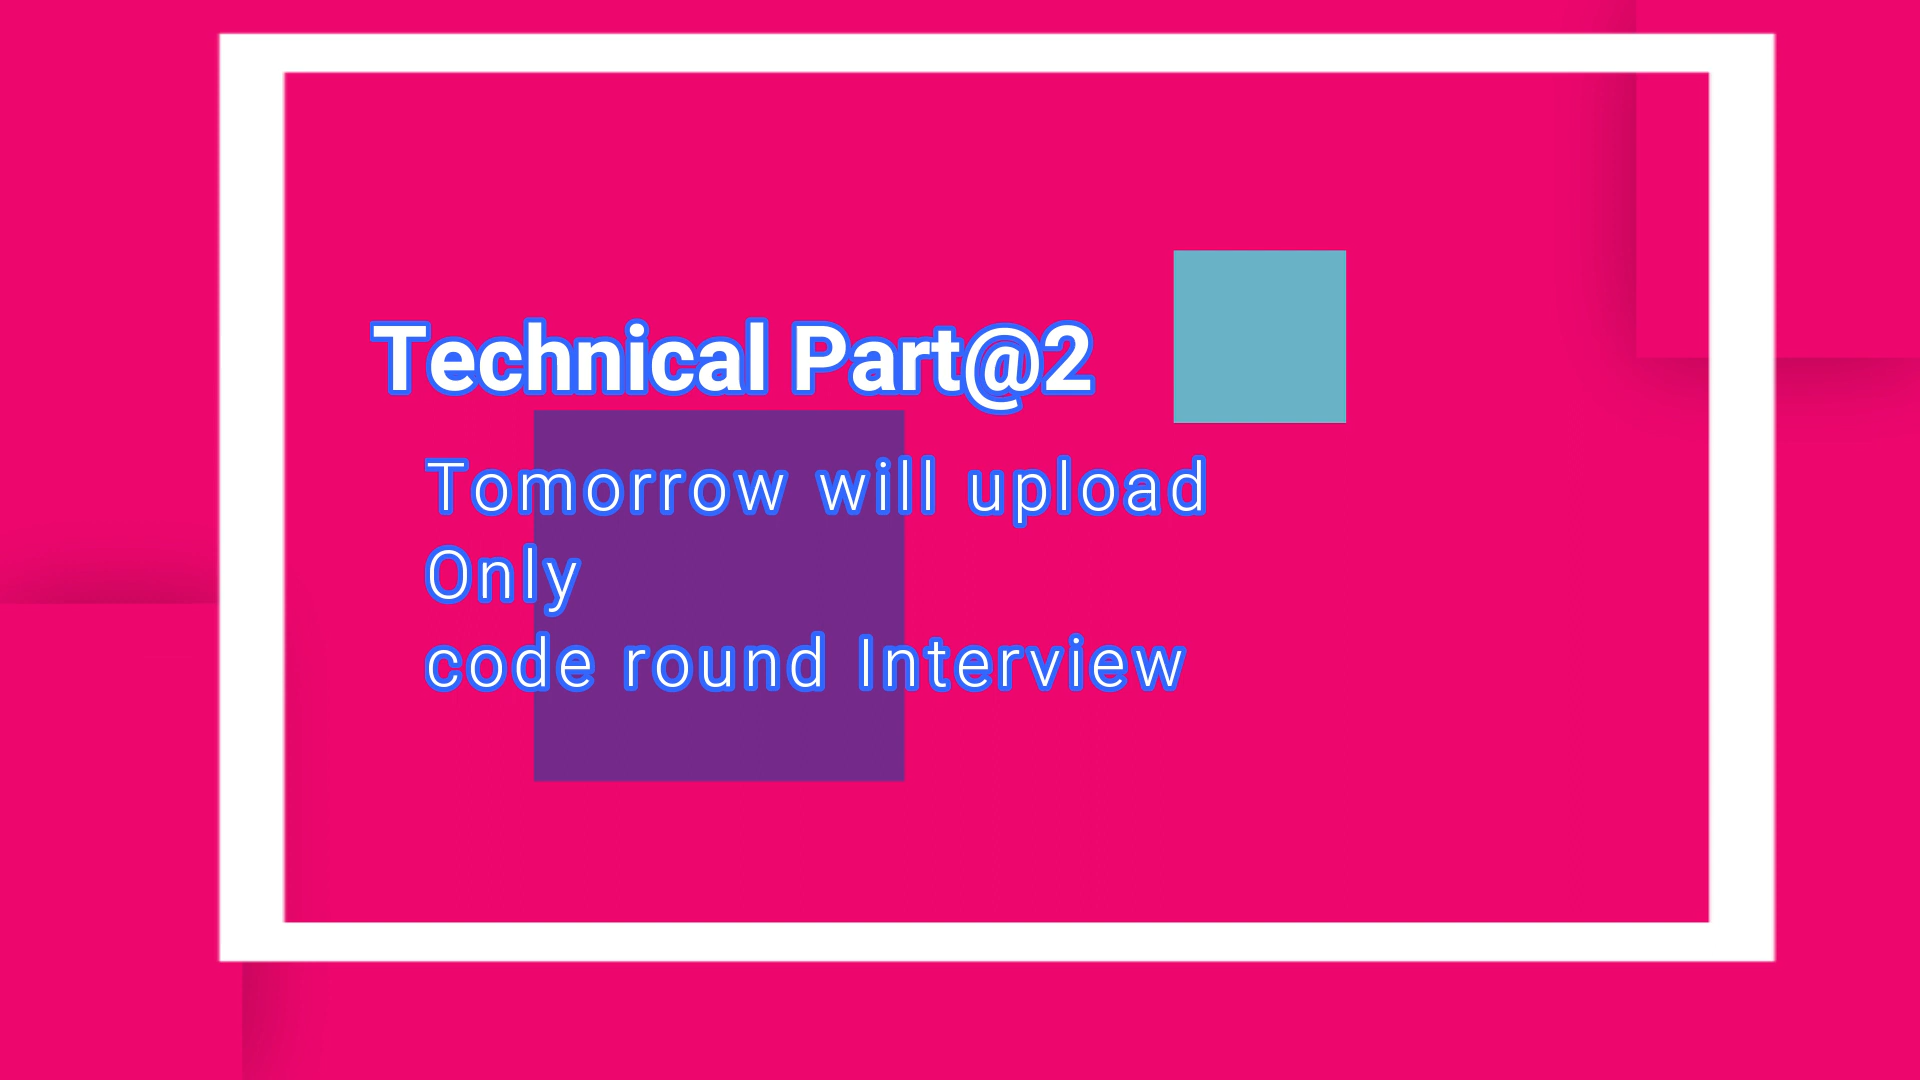 Technical Part@2
Tomorrow will upload
Only
code round Interview